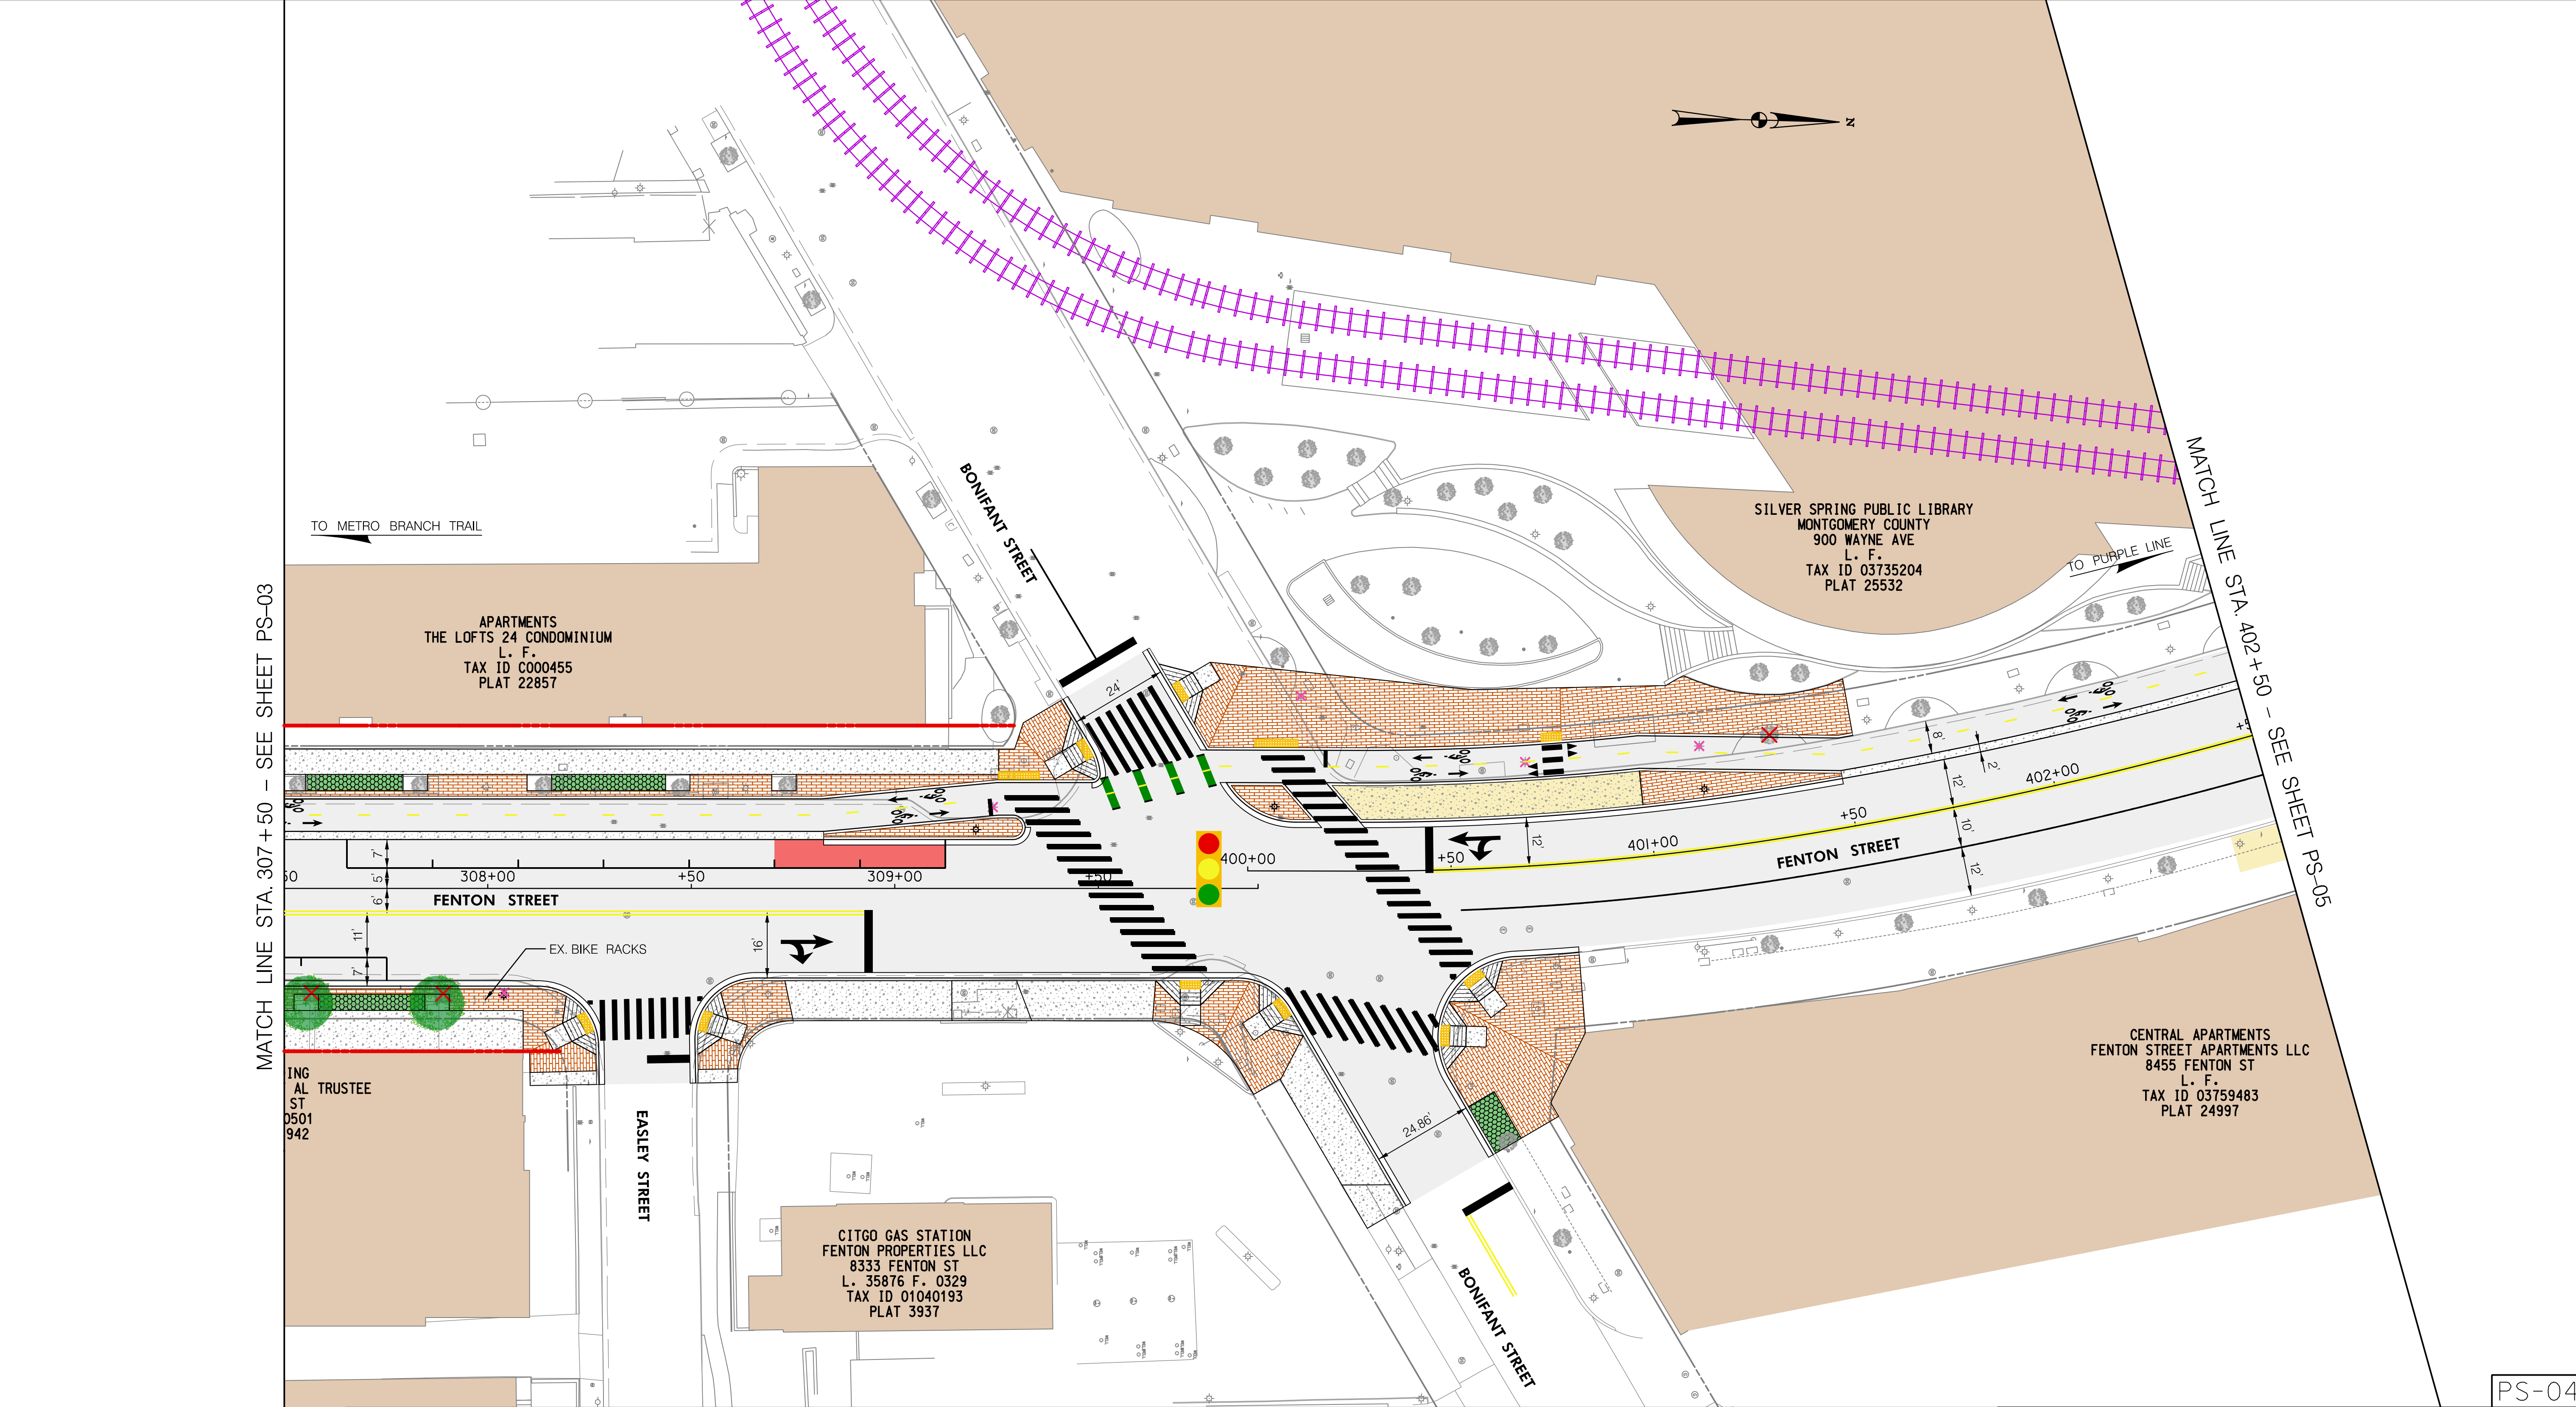 N
TO METRO BRANCH TRAIL
BONIFANT STREET
MATCH LINE STA. 307+50 - SEE SHEET PS-03
MATCH LINE STA. 402+50 - SEE SHEET PS-05
SILVER SPRING PUBLIC LIBRARY
MONTGOMERY COUNTY
900 WAYNE AVE
L. F.
TAX ID 03735204
PLAT 25532
TO PURPLE LINE
APARTMENTS
THE LOFTS 24 CONDOMINIUM
L. F.
TAX ID C000455
PLAT 22857
24'
8'
2'
12'
10'
12'
12'
402+00
+50
401+00
+50
400+00
FENTON STREET
7'
5'
6'
50
308+00
+50
309+00
+50
FENTON STREET
11'
7'
16'
EX. BIKE RACKS
ING
AL TRUSTEE
ST
0501
942
EASLEY STREET
24.86'
CENTRAL APARTMENTS
FENTON STREET APARTMENTS LLC
8455 FENTON ST
L. F.
TAX ID 03759483
PLAT 24997
CITGO GAS STATION
FENTON PROPERTIES LLC
8333 FENTON ST
L. 35876 F. 0329
TAX ID 01040193
PLAT 3937
BONIFANT STREET
PS-04